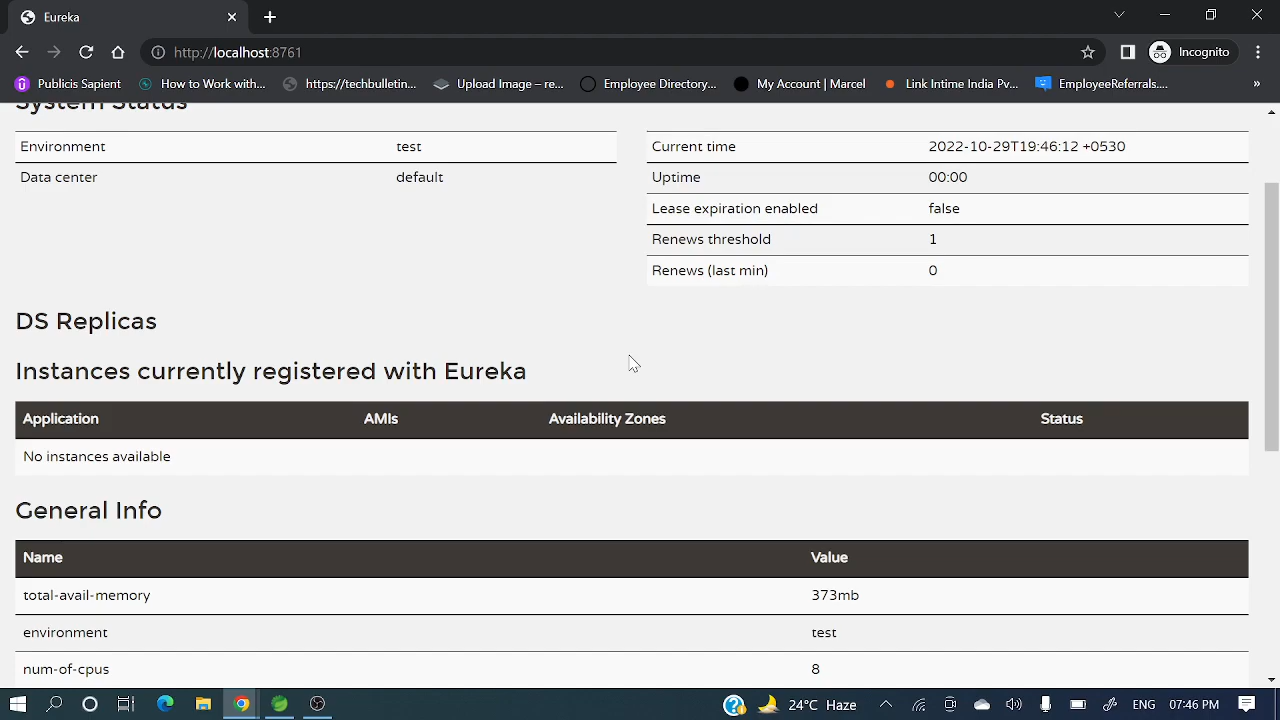 Eureka
http://localhost:8761
Incognito
Publicis Sapient
How to Work with...
https://techbulletin...
Upload Image – re...
Employee Directory...
My Account | Marcel
Link Intime India Pv...
EmployeeReferrals....
»
System Status
Environment test
Data center default
Current time 2022-10-29T19:46:12 +0530
Uptime 00:00
Lease expiration enabled false
Renews threshold 1
Renews (last min) 0
DS Replicas
Instances currently registered with Eureka
Application AMIs Availability Zones Status
No instances available
General Info
Name Value
total-avail-memory 373mb
environment test
num-of-cpus 8
24°C Haze
ENG
07:46 PM